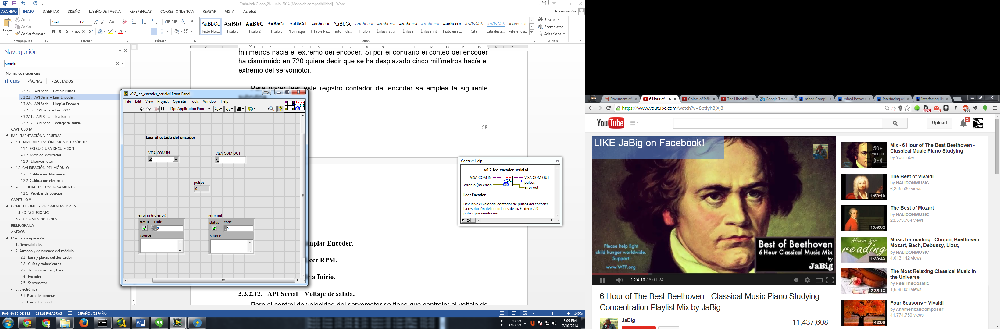 TrabajodeGrado_26-Junio-2014 [Modo de compatibilidad] - Word
ARCHIVO INICIO INSERTAR DISEÑO DISEÑO DE PÁGINA REFERENCIAS CORRESPONDENCIA REVISAR VISTA Acrobat Iniciar sesión
Pegar
Cortar
Copiar
Copiar formato
Portapapeles
Arial 12
Fuente
Párrafo
AaBbCc Texto Nor...
AaBb( Titulo 1
AaBbC Titulo 2
AaBbCcl Titulo 3
AaBbCcI ¶ Sin espa...
AaBbCcDc ¶ Table Pa...
AaBbCc Texto inde...
AaBbCcDc Título 7
AaBbCcDc Énfasis sutil
AaBbCcDc Énfasis
AaBbCcDc Énfasis int...
AaBbCcDc Texto en n...
AaBbCcD Cita
AaBbCcL Cita desta...
AABBCCDD Referencia...
Estilos
Buscar
Reemplazar
Seleccionar
Edición
Navegación
simetri
No hay coincidencias
TÍTULOS PÁGINAS RESULTADOS
3.3.2.7. API Serial – Definir Pulsos.
3.3.2.8. API Serial – Leer Encoder.
3.3.2.9. API Serial – Limpiar Encoder.
3.3.2.10. API Serial – Leer RPM.
3.3.2.11. API Serial – Ir a Inicio.
3.3.2.12. API Serial – Voltaje de salida.
CAPITULO IV
IMPLEMENTACIÓN Y PRUEBAS
4.1 IMPLEMENTACIÓN FÍSICA DEL MÓDULO
4.1.1 ESTRUCTURA DE SUJECIÓN
4.1.2 Mesa del deslizador
4.1.3 El servomotor
4.2 CALIBRACIÓN DEL MÓDULO
4.2.1 Calibración Mecánica
4.2.2 Calibración eléctrica
4.3 PRUEBAS DE FUNCIONAMIENTO
4.3.1 Pruebas de posición
CAPITULO V
CONCLUSIONES Y RECOMENDACIONES
5.1 CONCLUSIONES
5.2 RECOMENDACIONES
BIBLIOGRAFÍA
ANEXOS
Manual de operación
1. Generalidades
2. Armado y desarmado del módulo
2.1. Base y placas del deslizador
2.2. Guías y rodamientos
2.3. Tornillo central y base
2.4. Encoder
2.5. Servomotor
3. Electrónica
3.1. Placa de borneras
3.2. Placa de encoder
milímetros hacia el extremo del encoder. Si por el contrario el conteo del encoder
ha disminuido en 720 quiere decir que se ha desplazado cinco milímetros hacía el
extremo del servomotor.
Para poder leer este registro contador del encoder se emplea la siguiente
68
mpiar Encoder.
eer RPM.
r a Inicio.
3.3.2.12. API Serial – Voltaje de salida.
Para el control de velocidad del servomotor se tiene que controlar el voltaje de
v0.2_lee_encoder_serial.vi Front Panel
File Edit View Project Operate Tools Window Help
15pt Application Font
SERIAL
Leer el estado del encoder
VISA COM IN
VISA COM OUT
pulsos
0
error in (no error)
status code
0
source
error out
status code
0
source
Context Help
v0.2_lee_encoder_serial.vi
VISA COM IN
error in (no error)
SERIAL
VISA COM OUT
pulsos
error out
Leer Encoder
Devuelve el valor del contador de pulsos del encoder.
La resolución del encoder es de 2x. Es decir 720
pulsos por revolución
PÁGINA 83 DE 122 21118 PALABRAS ESPAÑOL (ESPAÑA)
140%
U: 19 kB/s
D: 378 kB/s
3:09 PM
7/10/2014
Document of
6 Hour of
Colors of Infin
The Hitchhike
Google Transl
mbed Compi
mbed Power
Interfacing wi
Interfacing Us
https://www.youtube.com/watch?v=8ptfyhBjXj8
NEW
YouTube
Upload
3
LIKE JaBig on Facebook!
Please help fight
child hunger worldwide.
Support:
www.WFP.org
Best of Beethoven
6-Hour Classical Music Mix
by
JaBig
1:24:10 / 6:01:24
6 Hour of The Best Beethoven - Classical Music Piano Studying
Concentration Playlist Mix by JaBig
JaBig
11,437,608
50+
VIDEOS
Mix - 6 Hour of The Best Beethoven -
Classical Music Piano Studying
by YouTube
1:58:10
The Best of Vivaldi
by HALIDONMUSIC
6,255,530 views
1:56:02
The Best of Mozart
by HALIDONMUSIC
23,573,764 views
Music for
reading
1:30:43
Music for reading - Chopin, Beethoven,
Mozart, Bach, Debussy, Lizst,
by HALIDONMUSIC
4,013,142 views
2:38:13
The Most Relaxing Classical Music in
the Universe
by FeelTheCosmic
1,658,803 views
42:00
Four Seasons ~ Vivaldi
by AnAmericanComposer
41,774,750 views